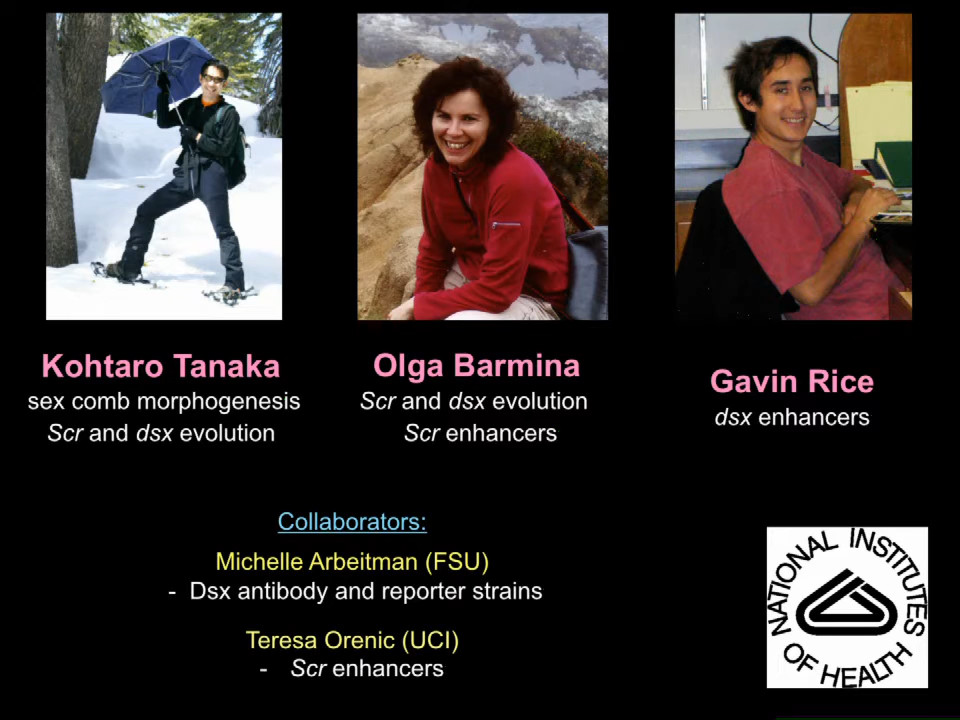 Kohtaro Tanaka
sex comb morphogenesis
Scr and dsx evolution
Olga Barmina
Scr and dsx evolution
Scr enhancers
Gavin Rice
dsx enhancers
Collaborators:
Michelle Arbeitman (FSU)
- Dsx antibody and reporter strains
Teresa Orenic (UCI)
- Scr enhancers
NATIONAL INSTITUTES
OF HEALTH